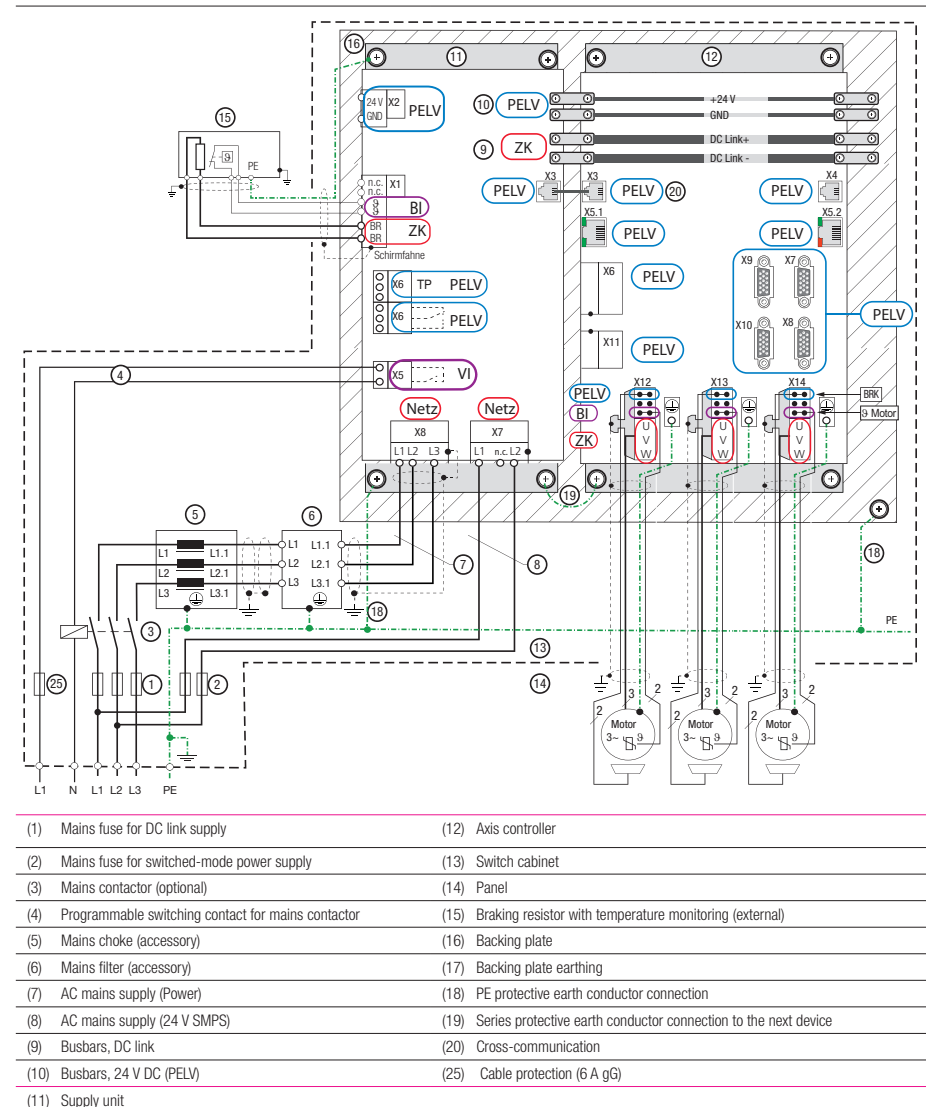 16
11
12
24 V X2
GND
PELV
10 PELV
+24 V
GND
15
9 ZK
DC Link+
DC Link -
ϑ
PE
n.c. X1
n.c.
ϑ
ϑ
BI
BR
BR
ZK
Schirmfahne
PELV X3
X3 PELV 20
PELV X4
X5.1
PELV
PELV
X5.2
X6 TP PELV
X6 PELV
X6 PELV
X9 X7
X10 X8
PELV
X11 PELV
4
X5 VI
PELV
BI
ZK
X12
X13
X14
BRK
ϑ Motor
U
V
W
U
V
W
U
V
W
Netz
Netz
X8
X7
L1 L2 L3
L1 n.c. L2
19
5
6
L1 L1.1
L2 L2.1
L3 L3.1
L1 L1.1
L2 L2.1
L3 L3.1
7
8
18
18
PE
3
13
14
25
1
2
2 3 2
2 3 2
2 3 2
Motor
3~ ϑ
Motor
3~ ϑ
Motor
3~ ϑ
L1 N L1 L2 L3 PE
(1) Mains fuse for DC link supply
(12) Axis controller
(2) Mains fuse for switched-mode power supply
(13) Switch cabinet
(3) Mains contactor (optional)
(14) Panel
(4) Programmable switching contact for mains contactor
(15) Braking resistor with temperature monitoring (external)
(5) Mains choke (accessory)
(16) Backing plate
(6) Mains filter (accessory)
(17) Backing plate earthing
(7) AC mains supply (Power)
(18) PE protective earth conductor connection
(8) AC mains supply (24 V SMPS)
(19) Series protective earth conductor connection to the next device
(9) Busbars, DC link
(20) Cross-communication
(10) Busbars, 24 V DC (PELV)
(25) Cable protection (6 A gG)
(11) Supply unit